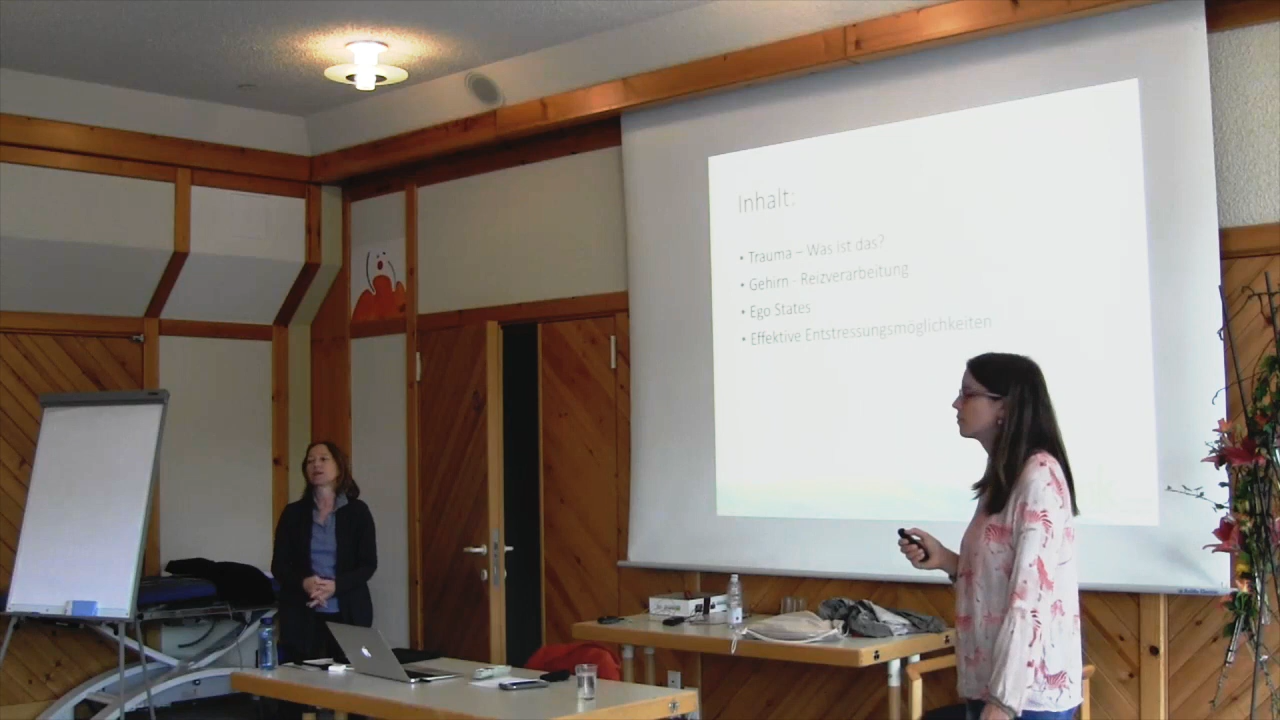 Inhalt:
• Trauma – Was ist das?
• Gehirn - Reizverarbeitung
• Ego States
• Effektive Entstressungsmöglichkeiten